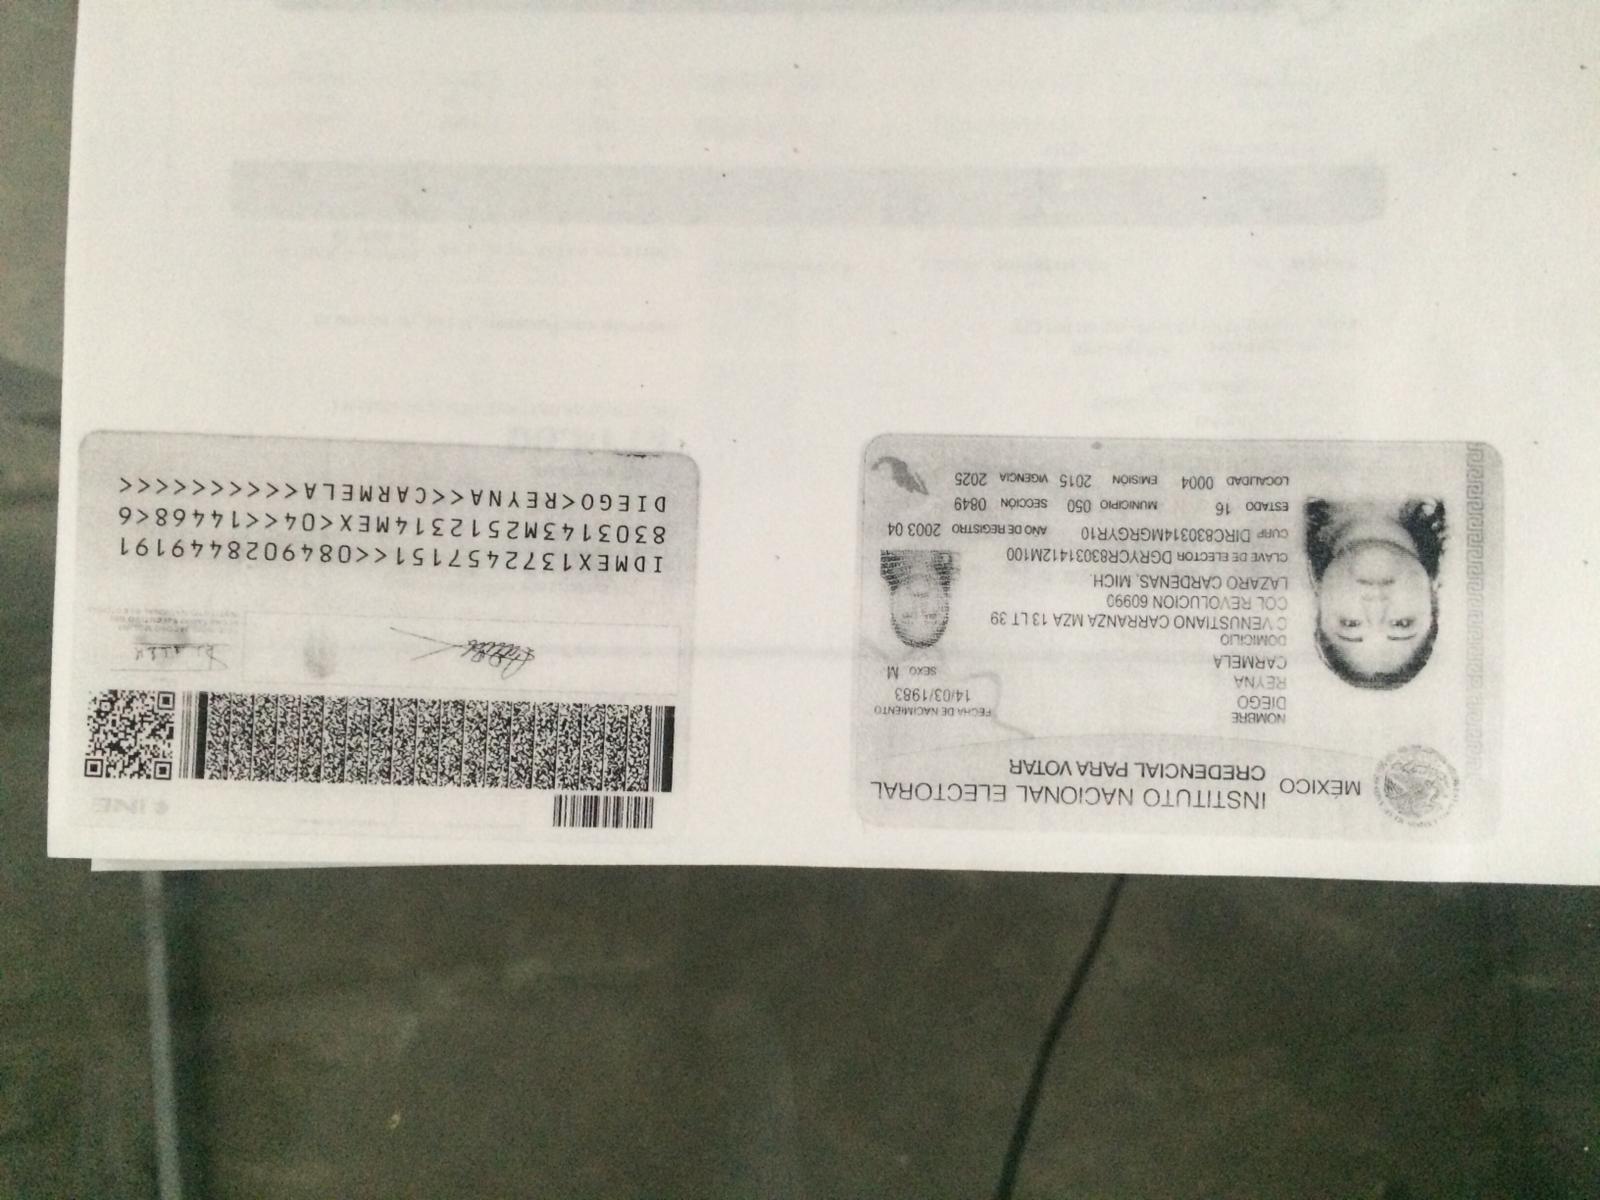 MÉXICO INSTITUTO NACIONAL ELECTORAL
CREDENCIAL PARA VOTAR
NOMBRE
DIEGO
REYNA
CARMELA
FECHA DE NACIMIENTO
14/03/1983
SEXO M
DOMICILIO
C VENUSTIANO CARRANZA MZA 13 LT 39
COL REVOLUCION 60990
LAZARO CARDENAS, MICH.
CLAVE DE ELECTOR DGRYCR83031412M100
CURP DIRC830314MGRGYR10 AÑO DE REGISTRO 2003 04
ESTADO 16 MUNICIPIO 050 SECCIÓN 0849
LOCALIDAD 0004 EMISIÓN 2015 VIGENCIA 2025
INE
IDMEX1372457151<<0849028449191
8303143M2512314MEX<04<<14468<6
DIEGO<REYNA<<CARMELA<<<<<<<<<<